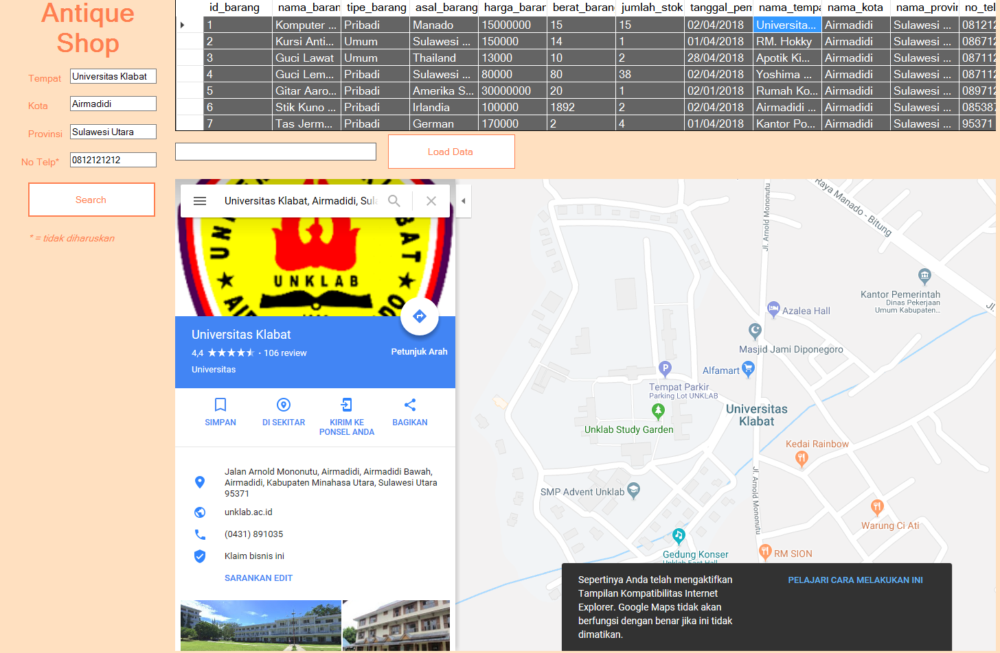 Antique
Shop
Tempat Universitas Klabat
Kota Airmadidi
Provinsi Sulawesi Utara
No Telp* 0812121212
Search
* = tidak diharuskan
id_barang nama_baran tipe_barang asal_barang harga_barar berat_baran jumlah_stok tanggal_pem nama_tempa nama_kota nama_provir no_tel
1 Komputer ... Pribadi Manado 15000000 15 15 02/04/2018 Universita... Airmadidi Sulawesi ... 08121
2 Kursi Anti... Umum Sulawesi ... 150000 14 1 01/04/2018 RM. Hokky Airmadidi Sulawesi ... 08671
3 Guci Lawat Umum Thailand 13000 10 2 28/04/2018 Apotik Ki... Airmadidi Sulawesi ... 08711
4 Guci Lem... Pribadi Sulawesi ... 80000 80 38 02/04/2018 Yoshima ... Airmadidi Sulawesi ... 08711
5 Gitar Aaro... Pribadi Amerika S... 30000000 20 1 02/01/2018 Rumah Ko... Airmadidi Sulawesi ... 08971
6 Stik Kuno ... Pribadi Irlandia 100000 1892 2 02/04/2018 Airmadidi ... Airmadidi Sulawesi ... 08538
7 Tas Jerm... Pribadi German 170000 2 4 01/04/2018 Kantor Po... Airmadidi Sulawesi ... 95371
Load Data
Universitas Klabat, Airmadidi, Sula
UNKLAB
Universitas Klabat
4,4 ★★★★★ · 106 review
Universitas
Petunjuk Arah
SIMPAN
DI SEKITAR
KIRIM KE
PONSEL ANDA
BAGIKAN
Jalan Arnold Mononutu, Airmadidi, Airmadidi Bawah,
Airmadidi, Kabupaten Minahasa Utara, Sulawesi Utara
95371
unklab.ac.id
(0431) 891035
Klaim bisnis ini
SARANKAN EDIT
Raya Manado - Bitung
Jl. Arnold Mononutu
Jl.
Kantor Pemerintah
Dinas Pekerjaan
Umum Kabupaten...
Azalea Hall
Masjid Jami Diponegoro
Alfamart
Tempat Parkir
Parking Lot UNKLAB
Universitas
Klabat
Unklab Study Garden
Kedai Rainbow
Jl. Arnold Mononutu
SMP Advent Unklab
Warung Ci Ati
Gedung Konser
Unklab East Hall
RM SION
Sepertinya Anda telah mengaktifkan
Tampilan Kompatibilitas Internet
Explorer. Google Maps tidak akan
berfungsi dengan benar jika ini tidak
dimatikan.
PELAJARI CARA MELAKUKAN INI